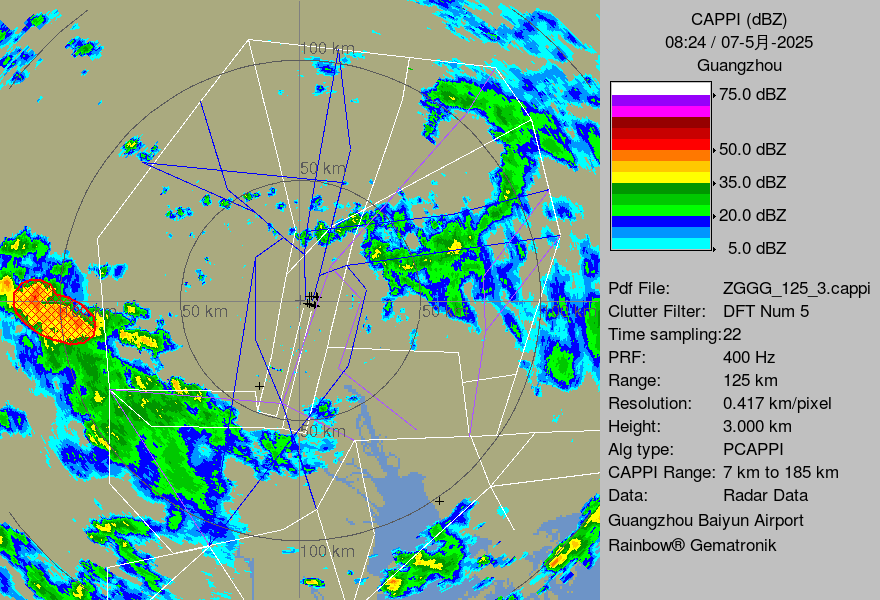 CAPPI (dBZ)
08:24 / 07-5月-2025
Guangzhou
75.0 dBZ
50.0 dBZ
35.0 dBZ
20.0 dBZ
5.0 dBZ
Pdf File: ZGGG_125_3.cappi
Clutter Filter: DFT Num 5
Time sampling:22
PRF: 400 Hz
Range: 125 km
Resolution: 0.417 km/pixel
Height: 3.000 km
Alg type: PCAPPI
CAPPI Range: 7 km to 185 km
Data: Radar Data
Guangzhou Baiyun Airport
Rainbow® Gematronik
100 km
50 km
50 km
50 km
100 km